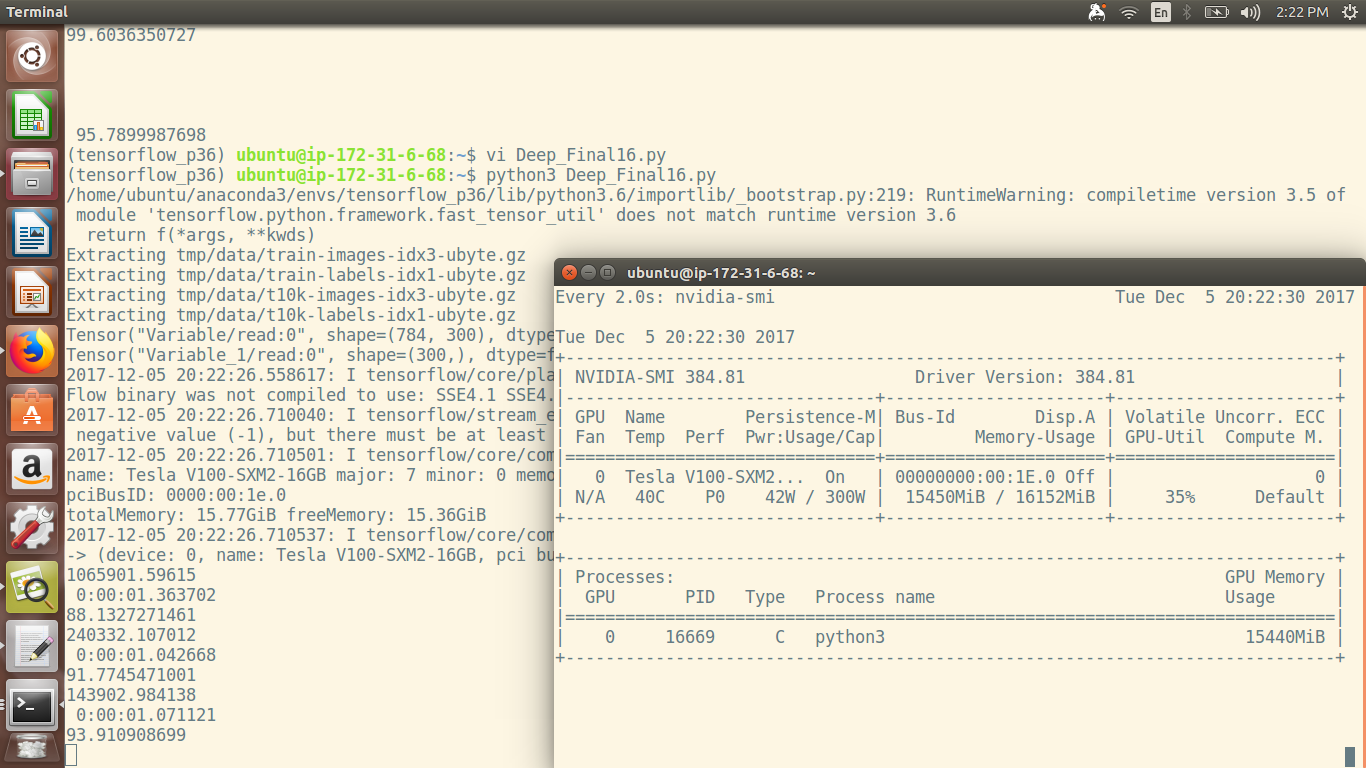 Terminal
En
2:22 PM
99.6036350727
95.7899987698
(tensorflow_p36) ubuntu@ip-172-31-6-68:~$ vi Deep_Final16.py
(tensorflow_p36) ubuntu@ip-172-31-6-68:~$ python3 Deep_Final16.py
/home/ubuntu/anaconda3/envs/tensorflow_p36/lib/python3.6/importlib/_bootstrap.py:219: RuntimeWarning: compiletime version 3.5 of
module 'tensorflow.python.framework.fast_tensor_util' does not match runtime version 3.6
return f(*args, **kwds)
Extracting tmp/data/train-images-idx3-ubyte.gz
Extracting tmp/data/train-labels-idx1-ubyte.gz
Extracting tmp/data/t10k-images-idx3-ubyte.gz
Extracting tmp/data/t10k-labels-idx1-ubyte.gz
Tensor("Variable/read:0", shape=(784, 300), dtype
Tensor("Variable_1/read:0", shape=(300,), dtype=f
2017-12-05 20:22:26.558617: I tensorflow/core/pla
Flow binary was not compiled to use: SSE4.1 SSE4.
2017-12-05 20:22:26.710040: I tensorflow/stream_e
negative value (-1), but there must be at least
2017-12-05 20:22:26.710501: I tensorflow/core/com
name: Tesla V100-SXM2-16GB major: 7 minor: 0 memo
pciBusID: 0000:00:1e.0
totalMemory: 15.77GiB freeMemory: 15.36GiB
2017-12-05 20:22:26.710537: I tensorflow/core/com
-> (device: 0, name: Tesla V100-SXM2-16GB, pci bu
1065901.59615
0:00:01.363702
88.1327271461
240332.107012
0:00:01.042668
91.7745471001
143902.984138
0:00:01.071121
93.910908699
ubuntu@ip-172-31-6-68: ~
Every 2.0s: nvidia-smi Tue Dec  5 20:22:30 2017
Tue Dec  5 20:22:30 2017
+-----------------------------------------------------------------------------+
| NVIDIA-SMI 384.81                 Driver Version: 384.81                    |
|-------------------------------+----------------------+----------------------+
| GPU  Name        Persistence-M| Bus-Id        Disp.A | Volatile Uncorr. ECC |
| Fan  Temp  Perf  Pwr:Usage/Cap|         Memory-Usage | GPU-Util  Compute M. |
|===============================+======================+======================|
|   0  Tesla V100-SXM2...  On   | 00000000:00:1E.0 Off |                    0 |
| N/A   40C    P0    42W / 300W |  15450MiB / 16152MiB |     35%      Default |
+-------------------------------+----------------------+----------------------+
+-----------------------------------------------------------------------------+
| Processes:                                                       GPU Memory |
|  GPU       PID   Type   Process name                             Usage      |
|=============================================================================|
|    0     16669      C   python3                                    15440MiB |
+-----------------------------------------------------------------------------+